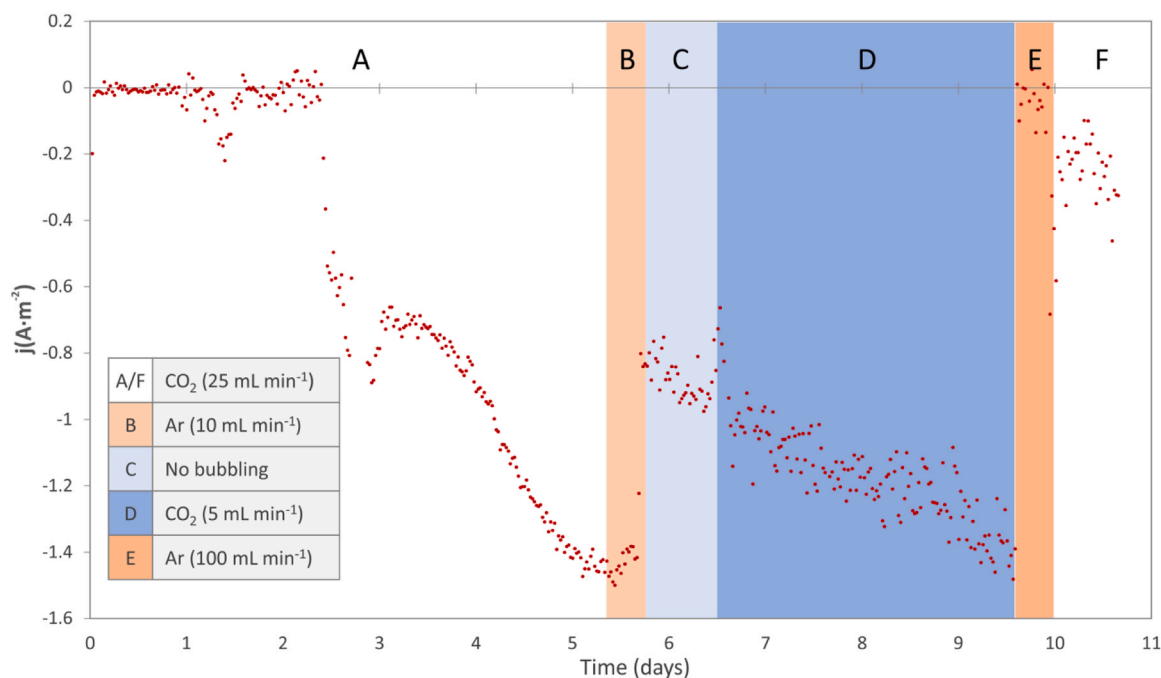 A B C D E F
0.2
0
-0.2
-0.4
-0.6
-0.8
-1
-1.2
-1.4
-1.6
j(A·m⁻²)
A/F CO₂ (25 mL min⁻¹)
B Ar (10 mL min⁻¹)
C No bubbling
D CO₂ (5 mL min⁻¹)
E Ar (100 mL min⁻¹)
0 1 2 3 4 5 6 7 8 9 10 11
Time (days)